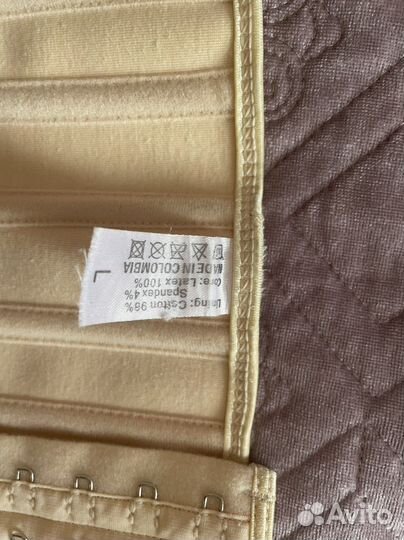 Lining: Cotton 96%
Spandex 4%
Core: Latex 100%
MADE IN COLOMBIA
L
Avito